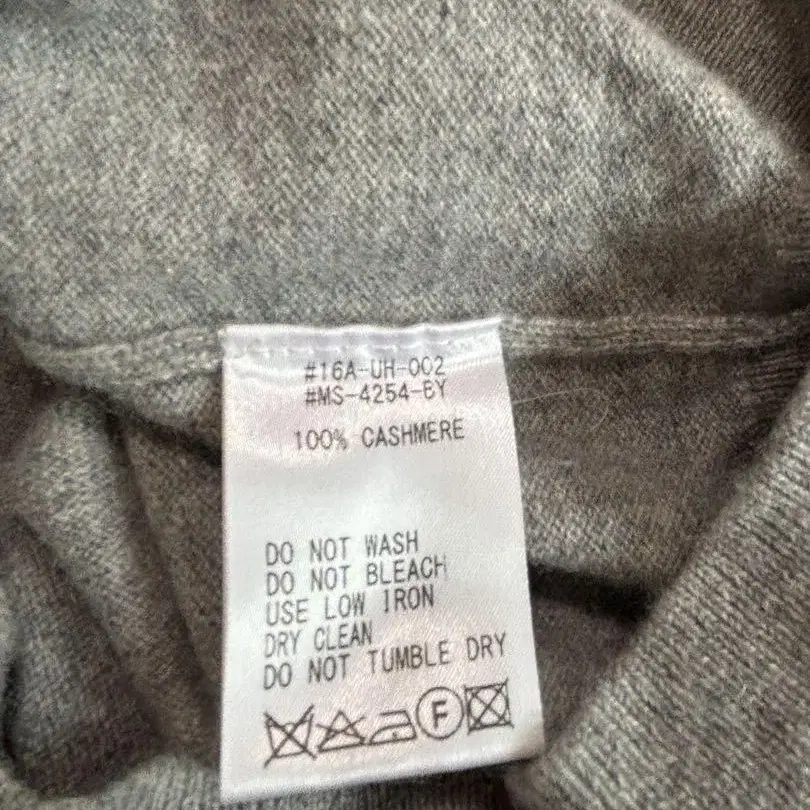 #16A-UH-002
#MS-4254-BY
100% CASHMERE
DO NOT WASH
DO NOT BLEACH
USE LOW IRON
DRY CLEAN
DO NOT TUMBLE DRY
F